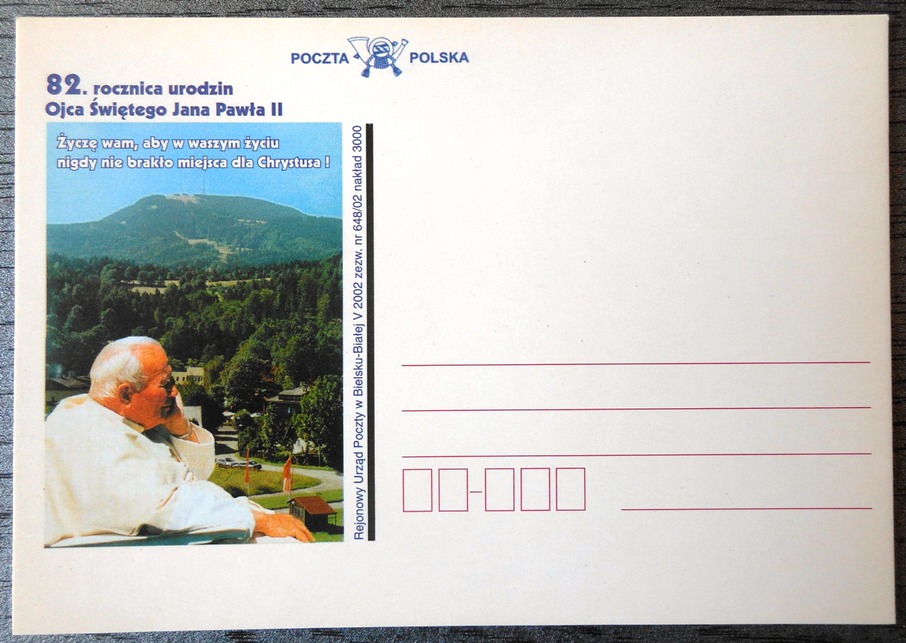 POCZTA POLSKA
82. rocznica urodzin
Ojca Świętego Jana Pawła II
Życzę wam, aby w waszym życiu
nigdy nie brakło miejsca dla Chrystusa !
Rejonowy Urząd Poczty w Bielsku-Białej V 2002 zezw. nr 648/02 nakład 3000